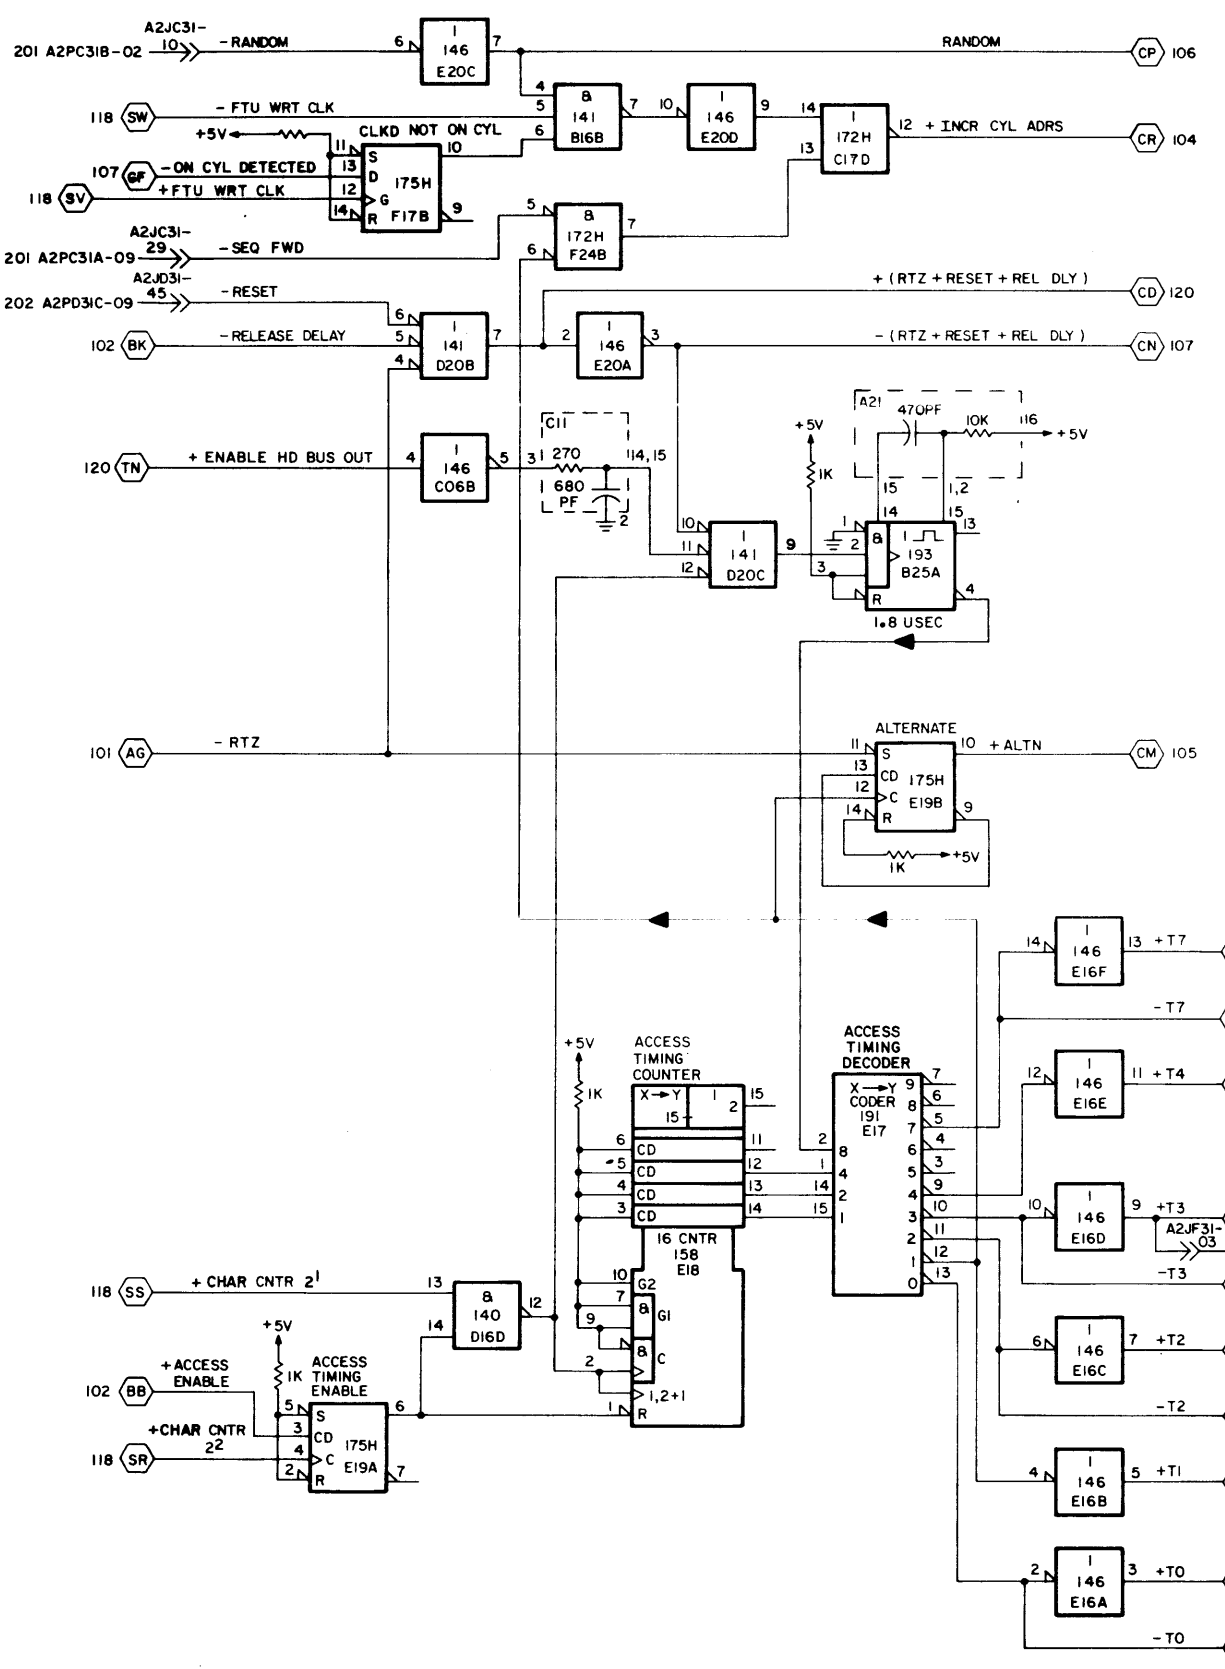 A2JC31-
201 A2PC31B-02 10 -RANDOM 6 1 146 E20C 7 RANDOM CP 106
118 SW - FTU WRT CLK 4 5 6 & 141 B16B 7 10 1 146 E20D 9 14 13 1 172H C17D 12 + INCR CYL ADRS CR 104
+5V CLKD NOT ON CYL
107 GF - ON CYL DETECTED 11 S 13 D 12 G 14 R 175H F17B 10 9
118 SV +FTU WRT CLK
A2JC31-
201 A2PC31A-09 29 -SEQ FWD 5 6 & 172H F24B 7
A2JD31-
202 A2PD31C-09 45 -RESET
+ (RTZ + RESET + REL DLY) CD 120
102 BK -RELEASE DELAY 6 5 4 1 141 D20B 7 2 1 146 E20A 3 - (RTZ + RESET + REL DLY) CN 107
A21 470PF 10K 16 +5V
+5V 1K 15 1,2
120 TN + ENABLE HD BUS OUT 4 1 146 C06B 5 3 C11 270 680 PF 2 14,15
10 11 12 1 141 D20C 9 1 2 3 14 15 13 & 1 193 B25A R 4
1.8 USEC
ALTERNATE
101 AG - RTZ 11 S 13 CD 12 C 14 R 175H E19B 10 9 + ALTN CM 105
1K +5V
14 1 146 E16F 13 +T7
-T7
ACCESS TIMING COUNTER
+5V 1K
X→Y 1 15 2 15
6 CD 11
5 CD 12
4 CD 13
3 CD 14
16 CNTR
158
E18
10 G2
7 & G1
9 & C
2
1,2+1
1 R
ACCESS TIMING DECODER
X→Y
CODER
191
E17
2 8
1 4
14 2
15 1
9 7
8 6
7 5
6 4
5 3
4 9
3 10
2 11
1 12
0 13
12 1 146 E16E 11 +T4
10 1 146 E16D 9 +T3
A2JF31-
03
-T3
118 SS + CHAR CNTR 2¹ 13 14 & 140 D16D 12
6 1 146 E16C 7 +T2
-T2
+5V 1K ACCESS TIMING ENABLE
102 BB +ACCESS ENABLE
118 SR +CHAR CNTR 2²
5 S 3 CD 4 C 2 R 175H E19A 6 7
4 1 146 E16B 5 +T1
2 1 146 E16A 3 +T0
-T0